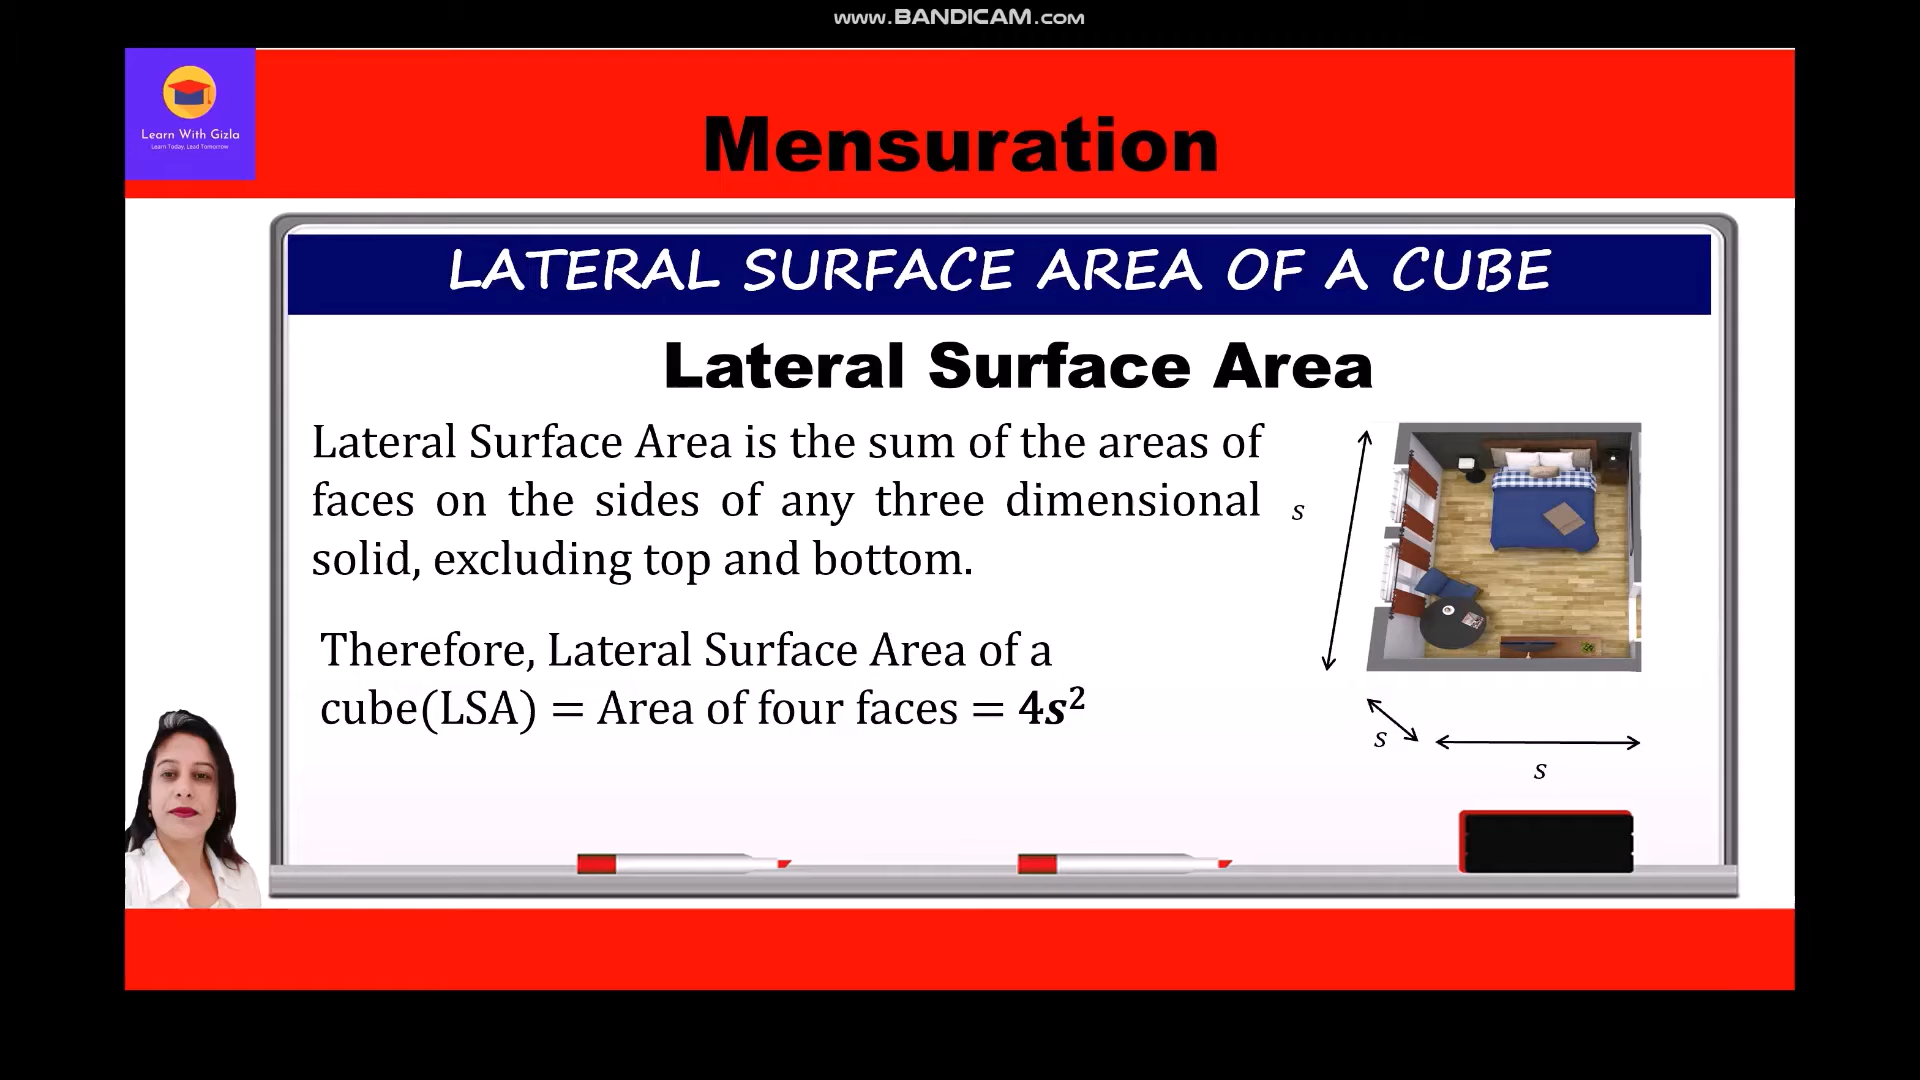 www.BANDICAM.com
Learn With Gizla
Learn Today, Lead Tomorrow
Mensuration
LATERAL SURFACE AREA OF A CUBE
Lateral Surface Area
Lateral Surface Area is the sum of the areas of
faces on the sides of any three dimensional
solid, excluding top and bottom.
s
Therefore, Lateral Surface Area of a
cube(LSA) = Area of four faces = 4s²
s
s